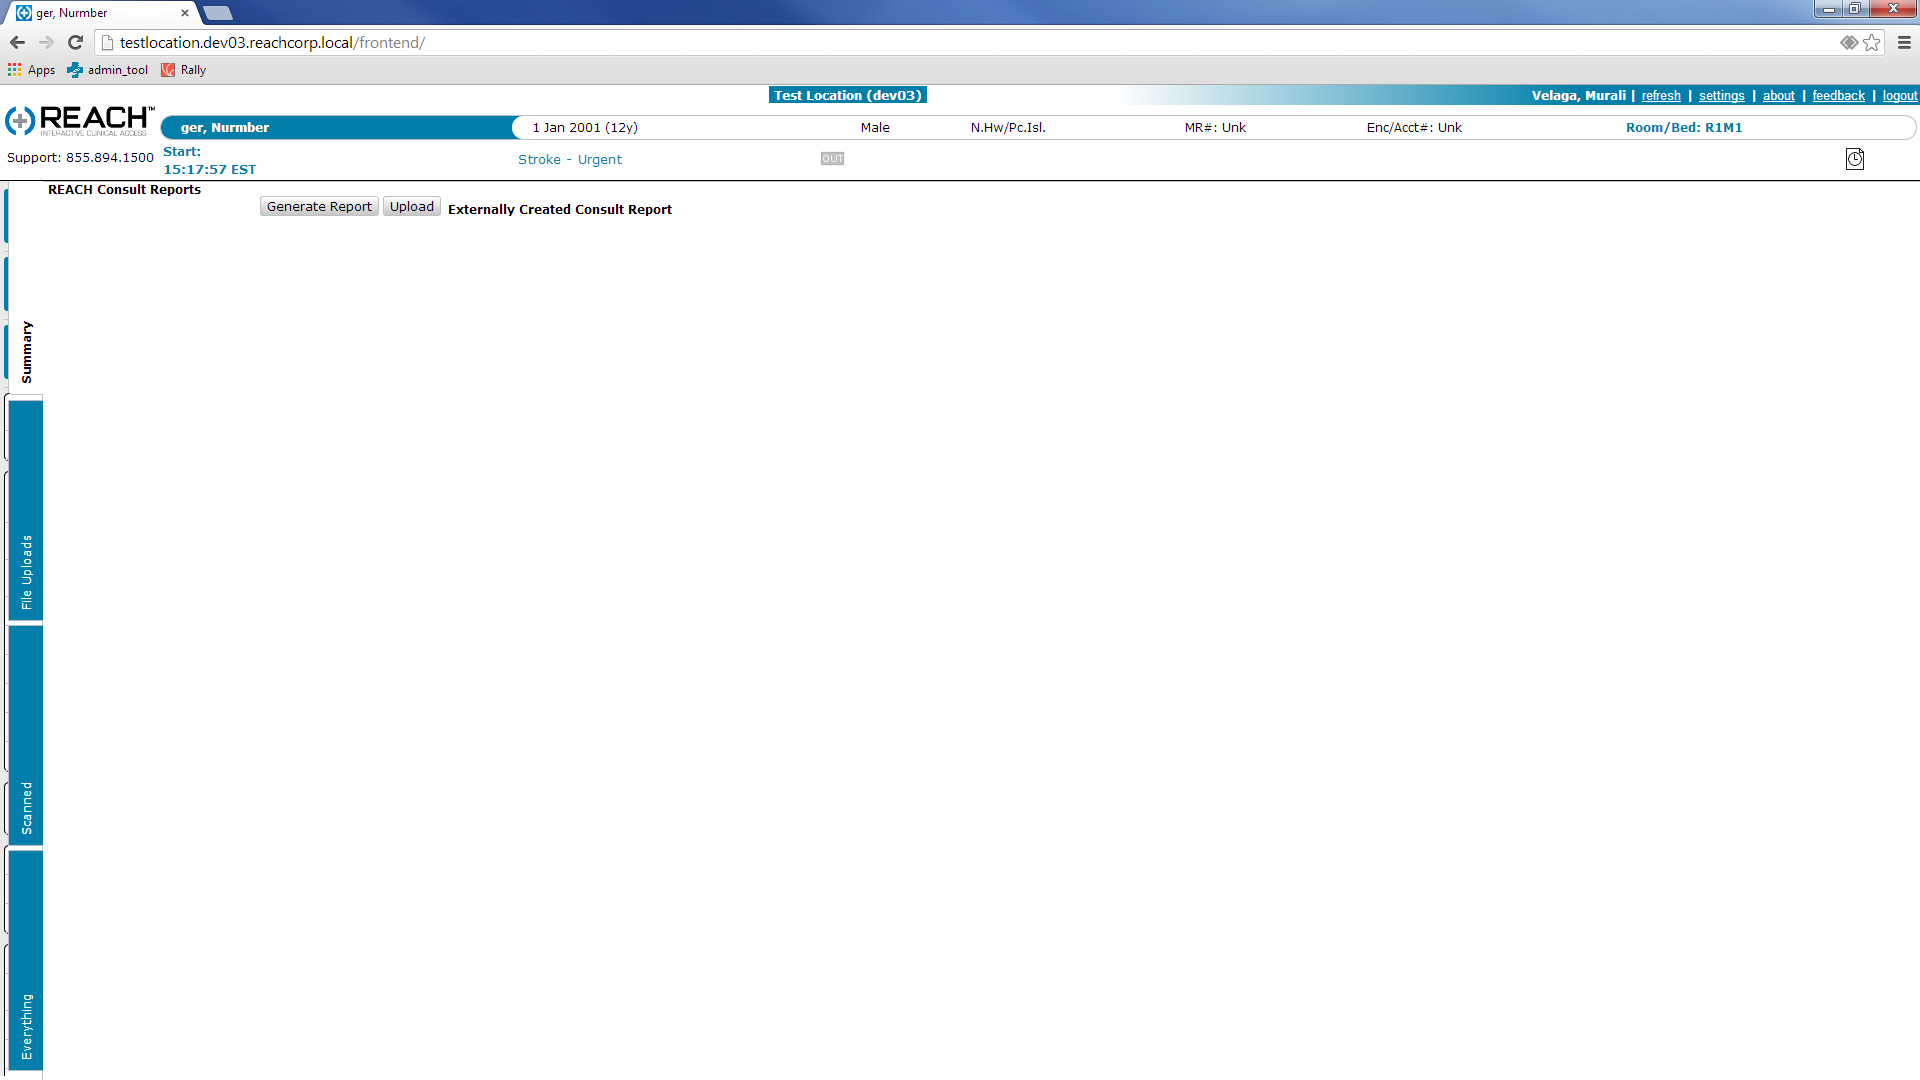 ger, Nurmber
testlocation.dev03.reachcorp.local/frontend/
Apps admin_tool Rally
Test Location (dev03) Velaga, Murali | refresh | settings | about | feedback | logout
REACH™
INTERACTIVE CLINICAL ACCESS
ger, Nurmber 1 Jan 2001 (12y) Male N.Hw/Pc.Isl. MR#: Unk Enc/Acct#: Unk Room/Bed: R1M1
Support: 855.894.1500 Start:
15:17:57 EST Stroke - Urgent OUT
REACH Consult Reports
Generate Report Upload Externally Created Consult Report
Summary
File Uploads
Scanned
Everything